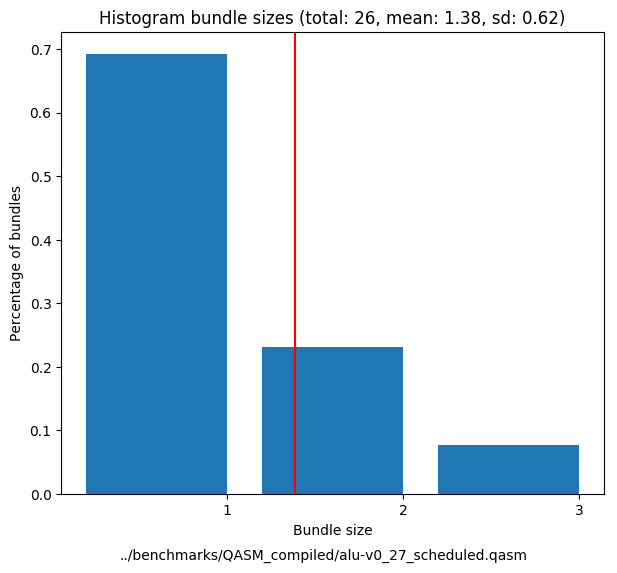 Histogram bundle sizes (total: 26, mean: 1.38, sd: 0.62)
Percentage of bundles
0.7
0.6
0.5
0.4
0.3
0.2
0.1
0.0
1 2 3
Bundle size
../benchmarks/QASM_compiled/alu-v0_27_scheduled.qasm